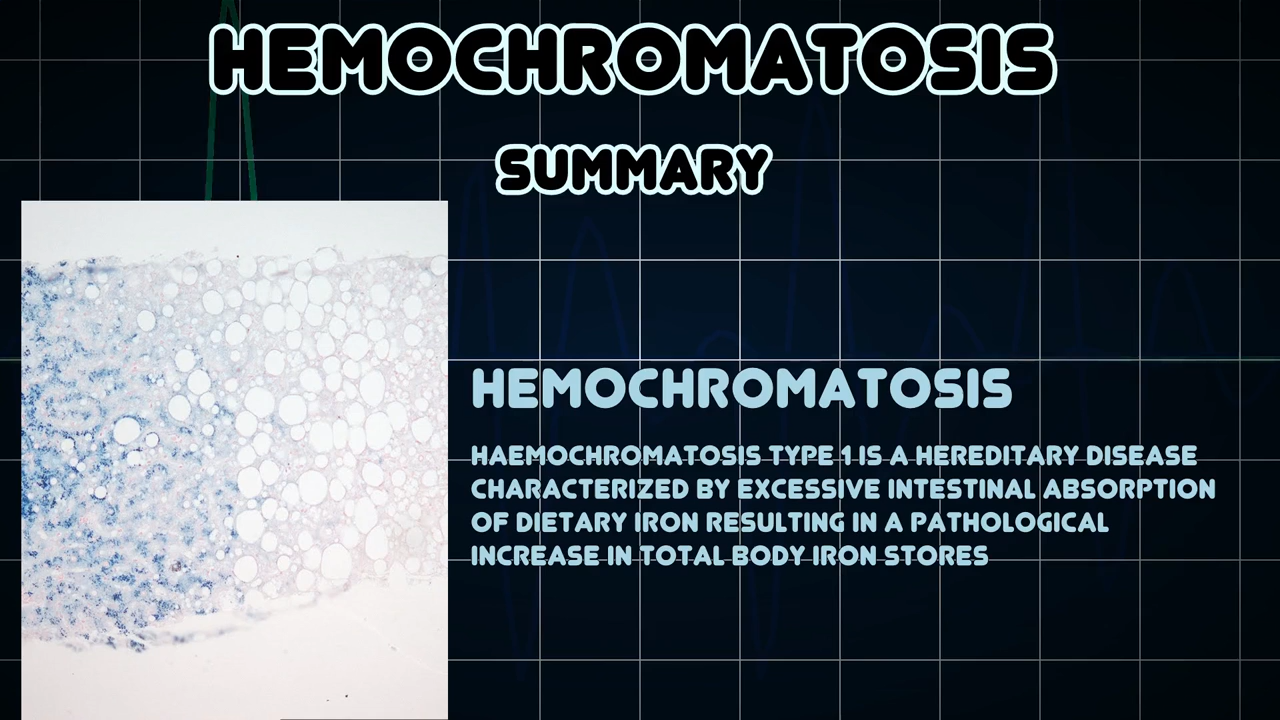 HEMOCHROMATOSIS
SUMMARY
HEMOCHROMATOSIS
HAEMOCHROMATOSIS TYPE 1 IS A HEREDITARY DISEASE
CHARACTERIZED BY EXCESSIVE INTESTINAL ABSORPTION
OF DIETARY IRON RESULTING IN A PATHOLOGICAL
INCREASE IN TOTAL BODY IRON STORES